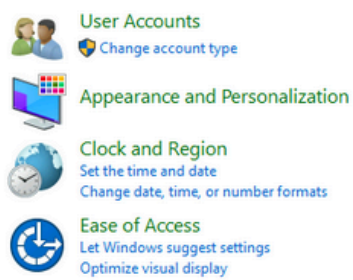 User Accounts
Change account type
Appearance and Personalization
Clock and Region
Set the time and date
Change date, time, or number formats
Ease of Access
Let Windows suggest settings
Optimize visual display